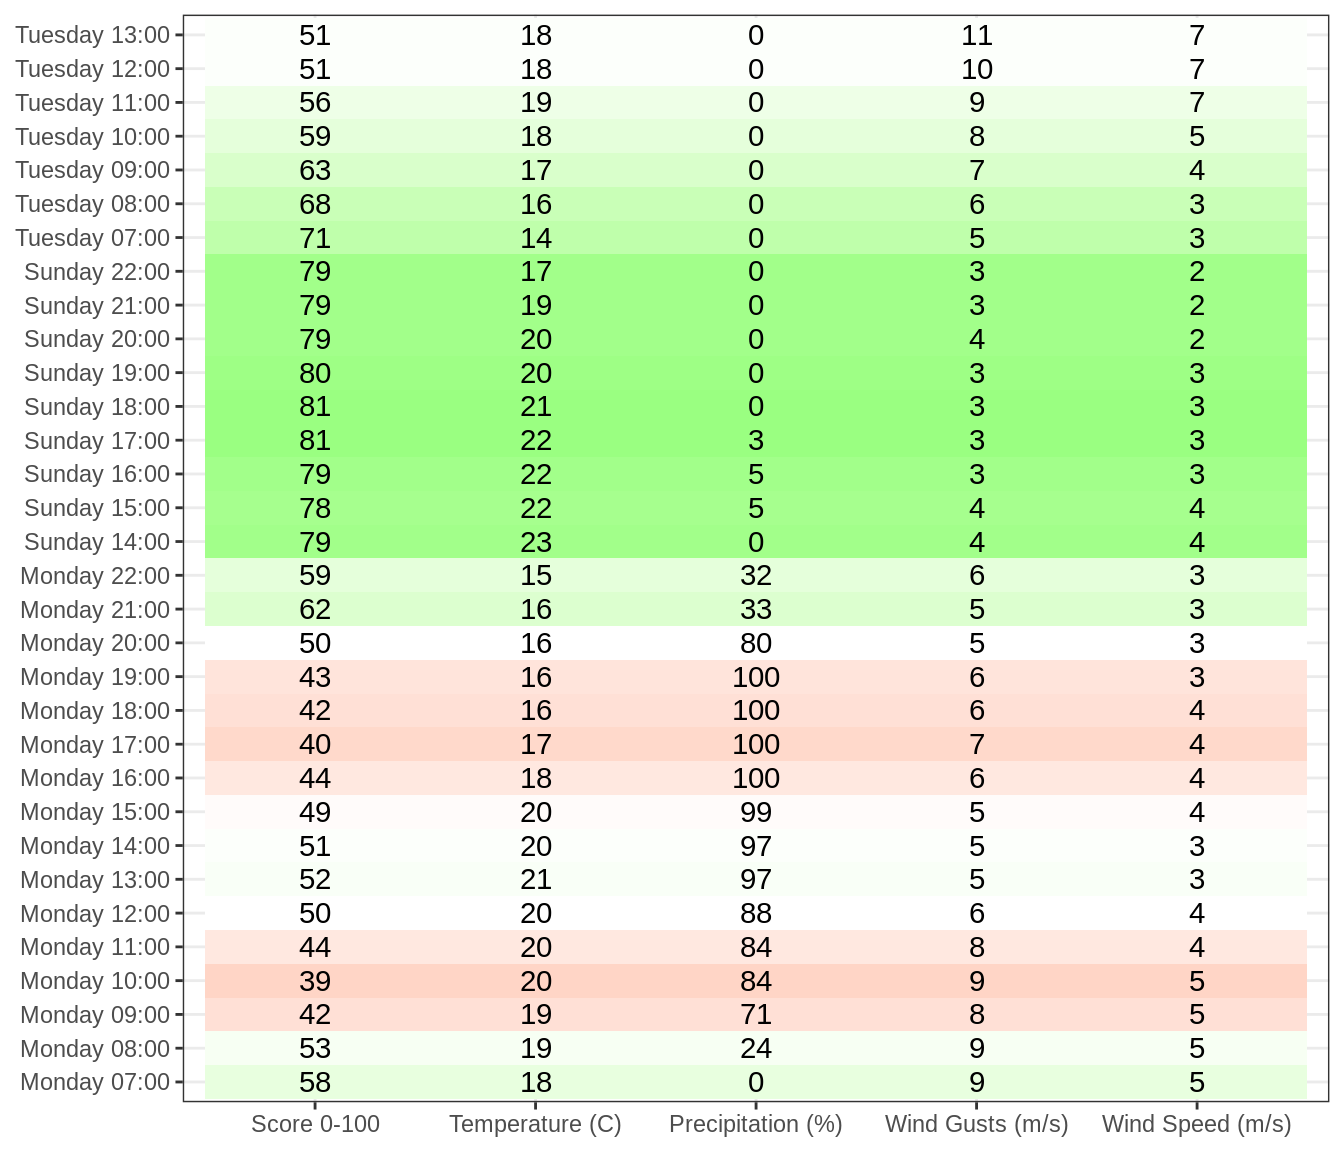 Tuesday 13:00 51 18 0 11 7
Tuesday 12:00 51 18 0 10 7
Tuesday 11:00 56 19 0 9 7
Tuesday 10:00 59 18 0 8 5
Tuesday 09:00 63 17 0 7 4
Tuesday 08:00 68 16 0 6 3
Tuesday 07:00 71 14 0 5 3
Sunday 22:00 79 17 0 3 2
Sunday 21:00 79 19 0 3 2
Sunday 20:00 79 20 0 4 2
Sunday 19:00 80 20 0 3 3
Sunday 18:00 81 21 0 3 3
Sunday 17:00 81 22 3 3 3
Sunday 16:00 79 22 5 3 3
Sunday 15:00 78 22 5 4 4
Sunday 14:00 79 23 0 4 4
Monday 22:00 59 15 32 6 3
Monday 21:00 62 16 33 5 3
Monday 20:00 50 16 80 5 3
Monday 19:00 43 16 100 6 3
Monday 18:00 42 16 100 6 4
Monday 17:00 40 17 100 7 4
Monday 16:00 44 18 100 6 4
Monday 15:00 49 20 99 5 4
Monday 14:00 51 20 97 5 3
Monday 13:00 52 21 97 5 3
Monday 12:00 50 20 88 6 4
Monday 11:00 44 20 84 8 4
Monday 10:00 39 20 84 9 5
Monday 09:00 42 19 71 8 5
Monday 08:00 53 19 24 9 5
Monday 07:00 58 18 0 9 5
Score 0-100 Temperature (C) Precipitation (%) Wind Gusts (m/s) Wind Speed (m/s)